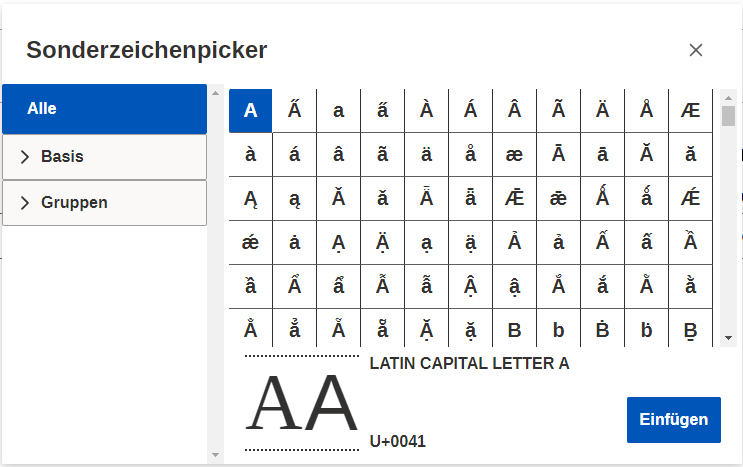 Sonderzeichenpicker
Alle
Basis
Gruppen
A A̋ a a̋ À Á Â Ã Ä Å Æ
à á â ã ä å æ Ā ā Ă ă
Ą ą Ǎ ǎ Ǟ ǟ Ǣ ǣ Ǻ ǻ Ǽ
ǽ ȧ Ạ Ạ̈ ạ ạ̈ Ả ả Ấ ấ Ầ
ầ Ẩ ẩ Ẫ ẫ Ậ ậ Ắ ắ Ằ ằ
Ẳ ẳ Ẵ ẵ Ặ ặ B b Ḃ ḃ Ḇ
AA
LATIN CAPITAL LETTER A
U+0041
Einfügen